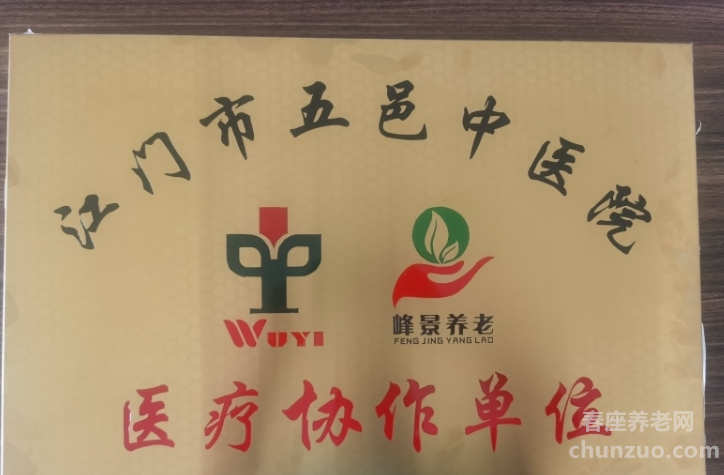 江门市五邑中医院
WUYI
峰景养老
FENG JING YANG LAO
医疗协作单位
春座养老网
chunzuo.com